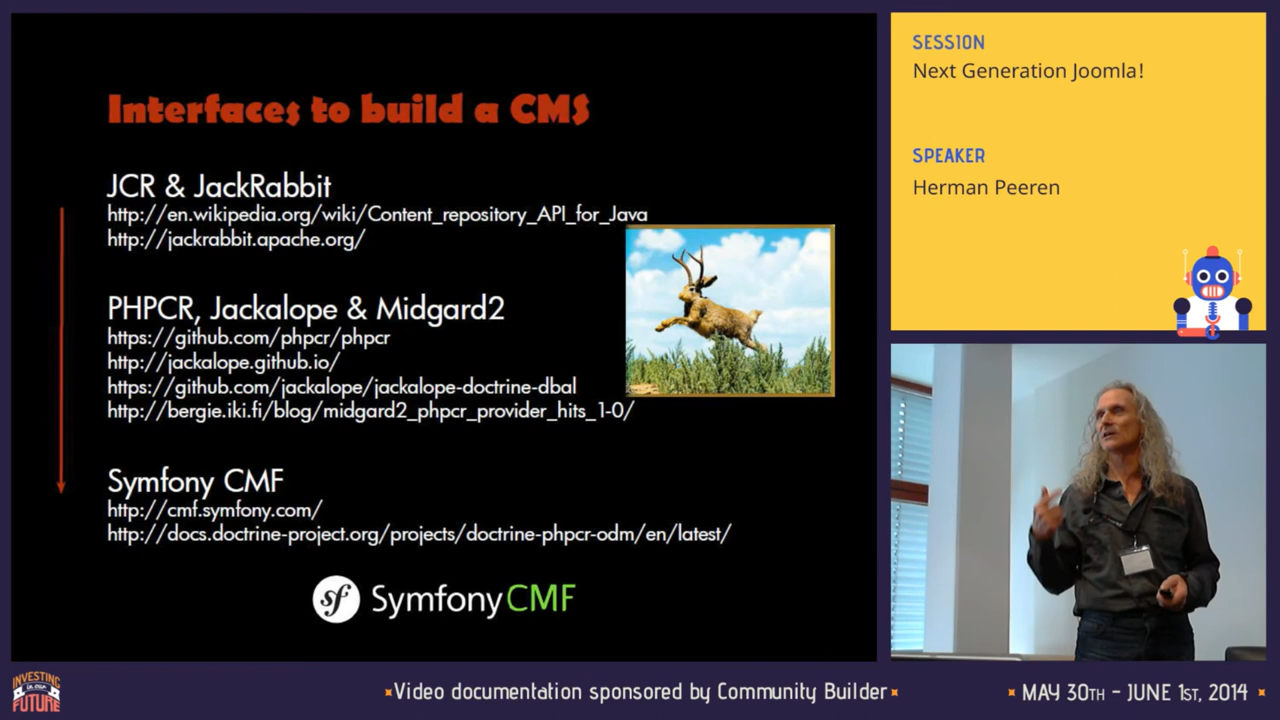 Interfaces to build a CMS
JCR & JackRabbit
http://en.wikipedia.org/wiki/Content_repository_API_for_Java
http://jackrabbit.apache.org/
PHPCR, Jackalope & Midgard2
https://github.com/phpcr/phpcr
http://jackalope.github.io/
https://github.com/jackalope/jackalope-doctrine-dbal
http://bergie.iki.fi/blog/midgard2_phpcr_provider_hits_1-0/
Symfony CMF
http://cmf.symfony.com/
http://docs.doctrine-project.org/projects/doctrine-phpcr-odm/en/latest/
sf Symfony CMF
SESSION
Next Generation Joomla!
SPEAKER
Herman Peeren
INVESTING
IN OUR
FUTURE
Video documentation sponsored by Community Builder
MAY 30TH - JUNE 1ST, 2014